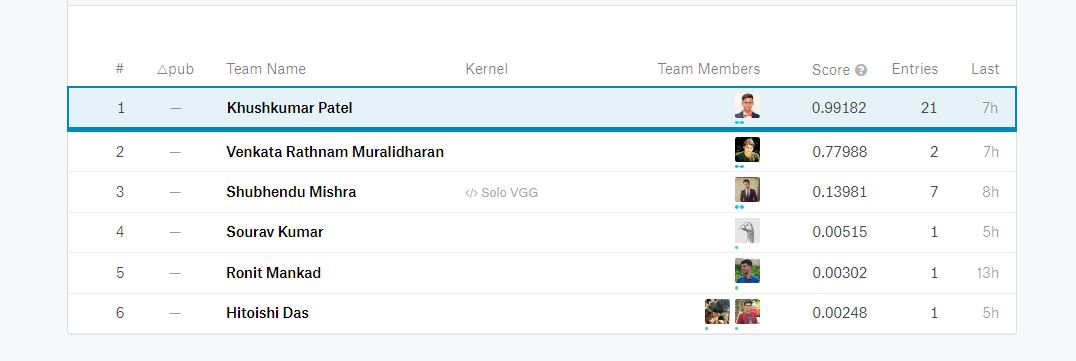 # △pub Team Name Kernel Team Members Score ? Entries Last
1 — Khushkumar Patel 0.99182 21 7h
2 — Venkata Rathnam Muralidharan 0.77988 2 7h
3 — Shubhendu Mishra </> Solo VGG 0.13981 7 8h
4 — Sourav Kumar 0.00515 1 5h
5 — Ronit Mankad 0.00302 1 13h
6 — Hitoishi Das 0.00248 1 5h